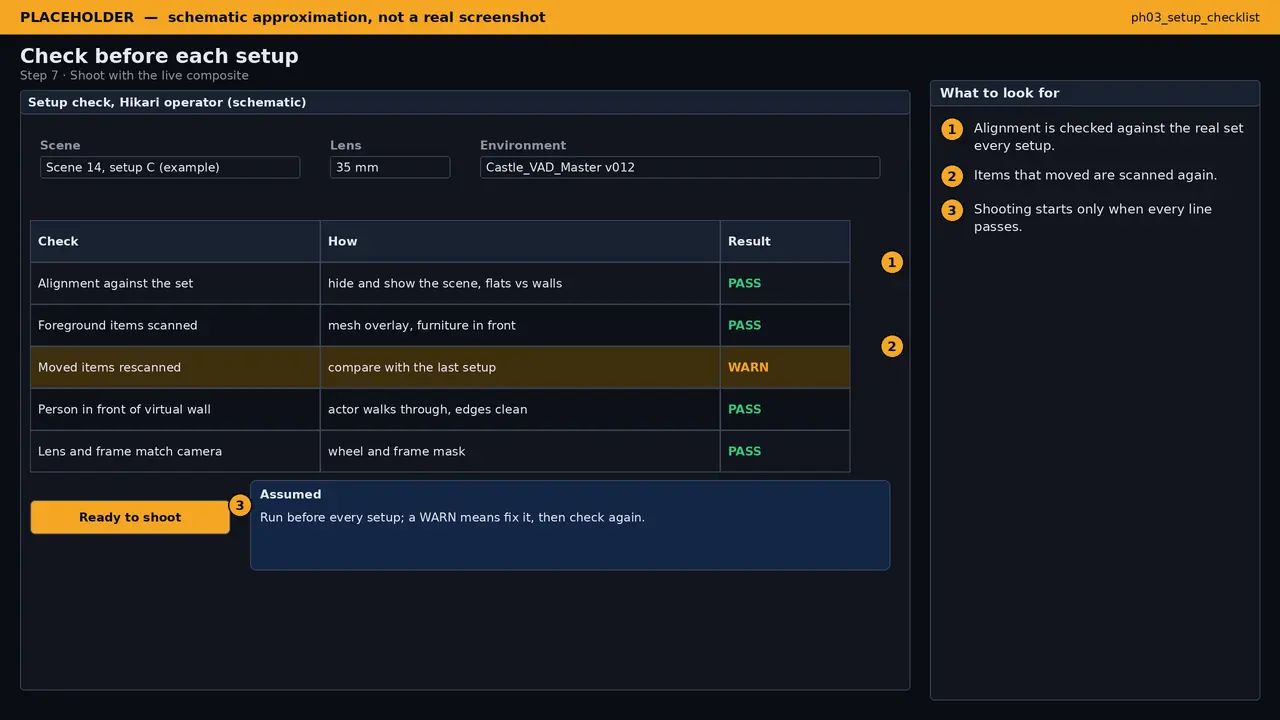 PLACEHOLDER — schematic approximation, not a real screenshot
ph03_setup_checklist
Check before each setup
Step 7 · Shoot with the live composite
Setup check, Hikari operator (schematic)
Scene
Lens
Environment
Scene 14, setup C (example)
35 mm
Castle_VAD_Master v012
Check
How
Result
Alignment against the set
hide and show the scene, flats vs walls
PASS
1
Foreground items scanned
mesh overlay, furniture in front
PASS
2
Moved items rescanned
compare with the last setup
WARN
Person in front of virtual wall
actor walks through, edges clean
PASS
Lens and frame match camera
wheel and frame mask
PASS
Ready to shoot
3
Assumed
Run before every setup; a WARN means fix it, then check again.
What to look for
1
Alignment is checked against the real set
every setup.
2
Items that moved are scanned again.
3
Shooting starts only when every line
passes.